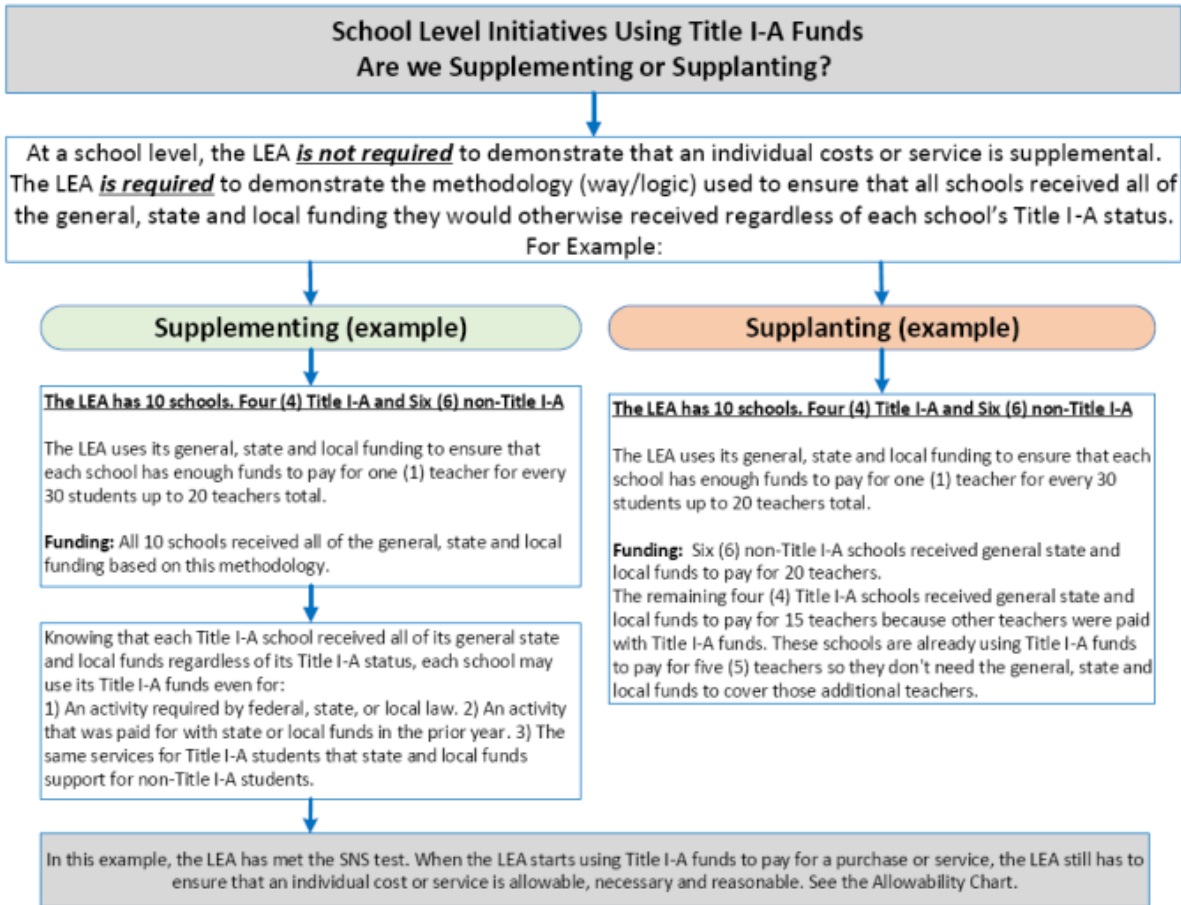 School Level Initiatives Using Title I-A Funds
Are we Supplementing or Supplanting?
At a school level, the LEA is not required to demonstrate that an individual costs or service is supplemental.
The LEA is required to demonstrate the methodology (way/logic) used to ensure that all schools received all of
the general, state and local funding they would otherwise received regardless of each school's Title I-A status.
For Example:
Supplementing (example)
The LEA has 10 schools. Four (4) Title I-A and Six (6) non-Title I-A
The LEA uses its general, state and local funding to ensure that
each school has enough funds to pay for one (1) teacher for every
30 students up to 20 teachers total.
Funding: All 10 schools received all of the general, state and local
funding based on this methodology.
Knowing that each Title I-A school received all of its general state
and local funds regardless of its Title I-A status, each school may
use its Title I-A funds even for:
1) An activity required by federal, state, or local law. 2) An activity
that was paid for with state or local funds in the prior year. 3) The
same services for Title I-A students that state and local funds
support for non-Title I-A students.
Supplanting (example)
The LEA has 10 schools. Four (4) Title I-A and Six (6) non-Title I-A
The LEA uses its general, state and local funding to ensure that each
school has enough funds to pay for one (1) teacher for every 30
students up to 20 teachers total.
Funding: Six (6) non-Title I-A schools received general state and
local funds to pay for 20 teachers.
The remaining four (4) Title I-A schools received general state and
local funds to pay for 15 teachers because other teachers were paid
with Title I-A funds. These schools are already using Title I-A funds
to pay for five (5) teachers so they don't need the general, state and
local funds to cover those additional teachers.
In this example, the LEA has met the SNS test. When the LEA starts using Title I-A funds to pay for a purchase or service, the LEA still has to
ensure that an individual cost or service is allowable, necessary and reasonable. See the Allowability Chart.